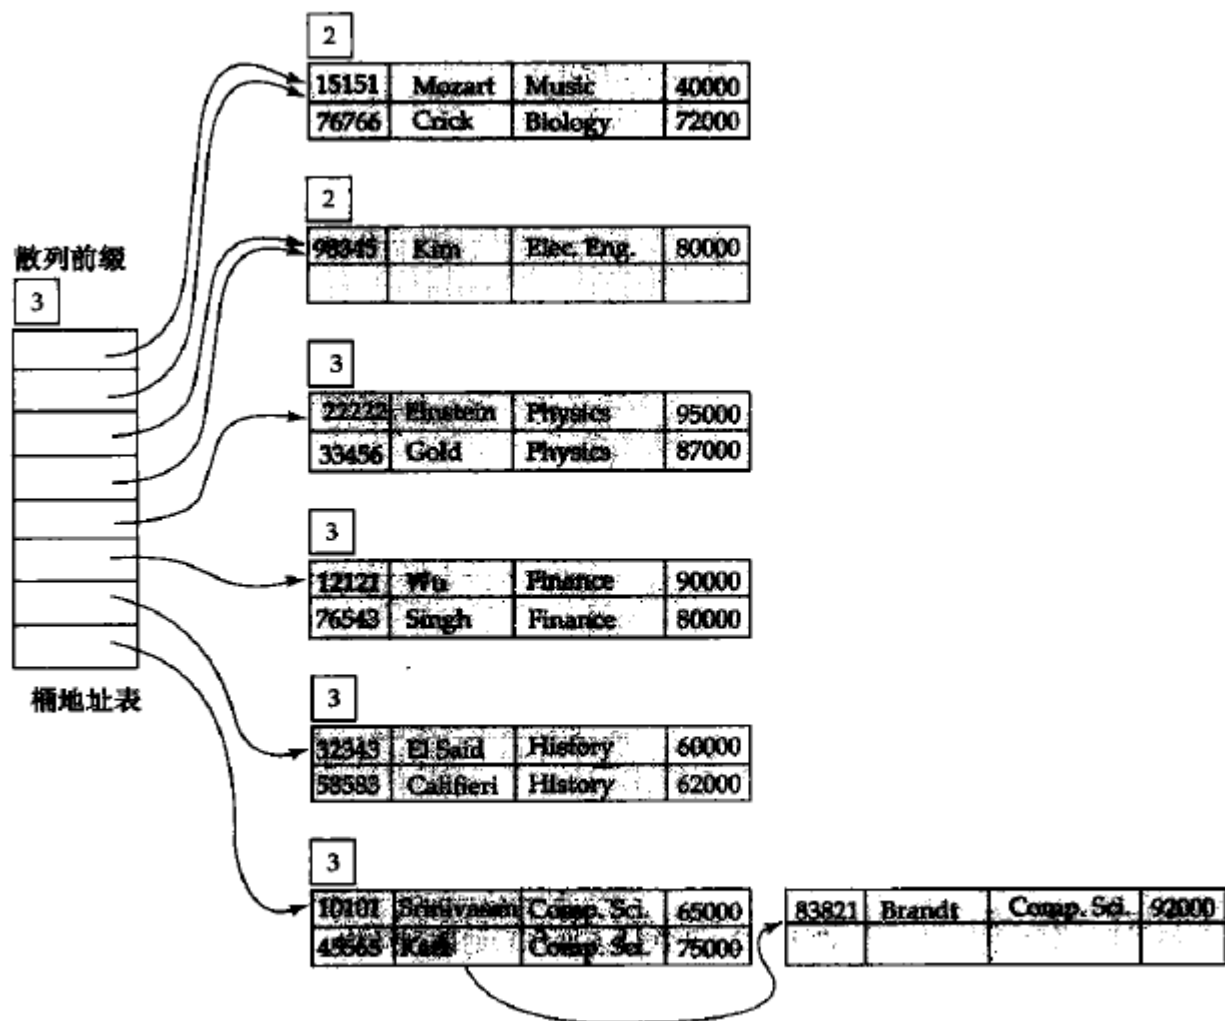 2
15151 Mozart Music 40000
76766 Crick Biology 72000
2
98345 Kim Elec. Eng. 80000
散列前缀
3
桶地址表
3
22222 Einstein Physics 95000
33456 Gold Physics 87000
3
12121 Wu Finance 90000
76543 Singh Finance 80000
3
32343 El Said History 60000
58583 Califieri History 62000
3
10101 Srinivasan Comp. Sci. 65000
45565 Katz Comp. Sci. 75000
83821 Brandt Comp. Sci. 92000